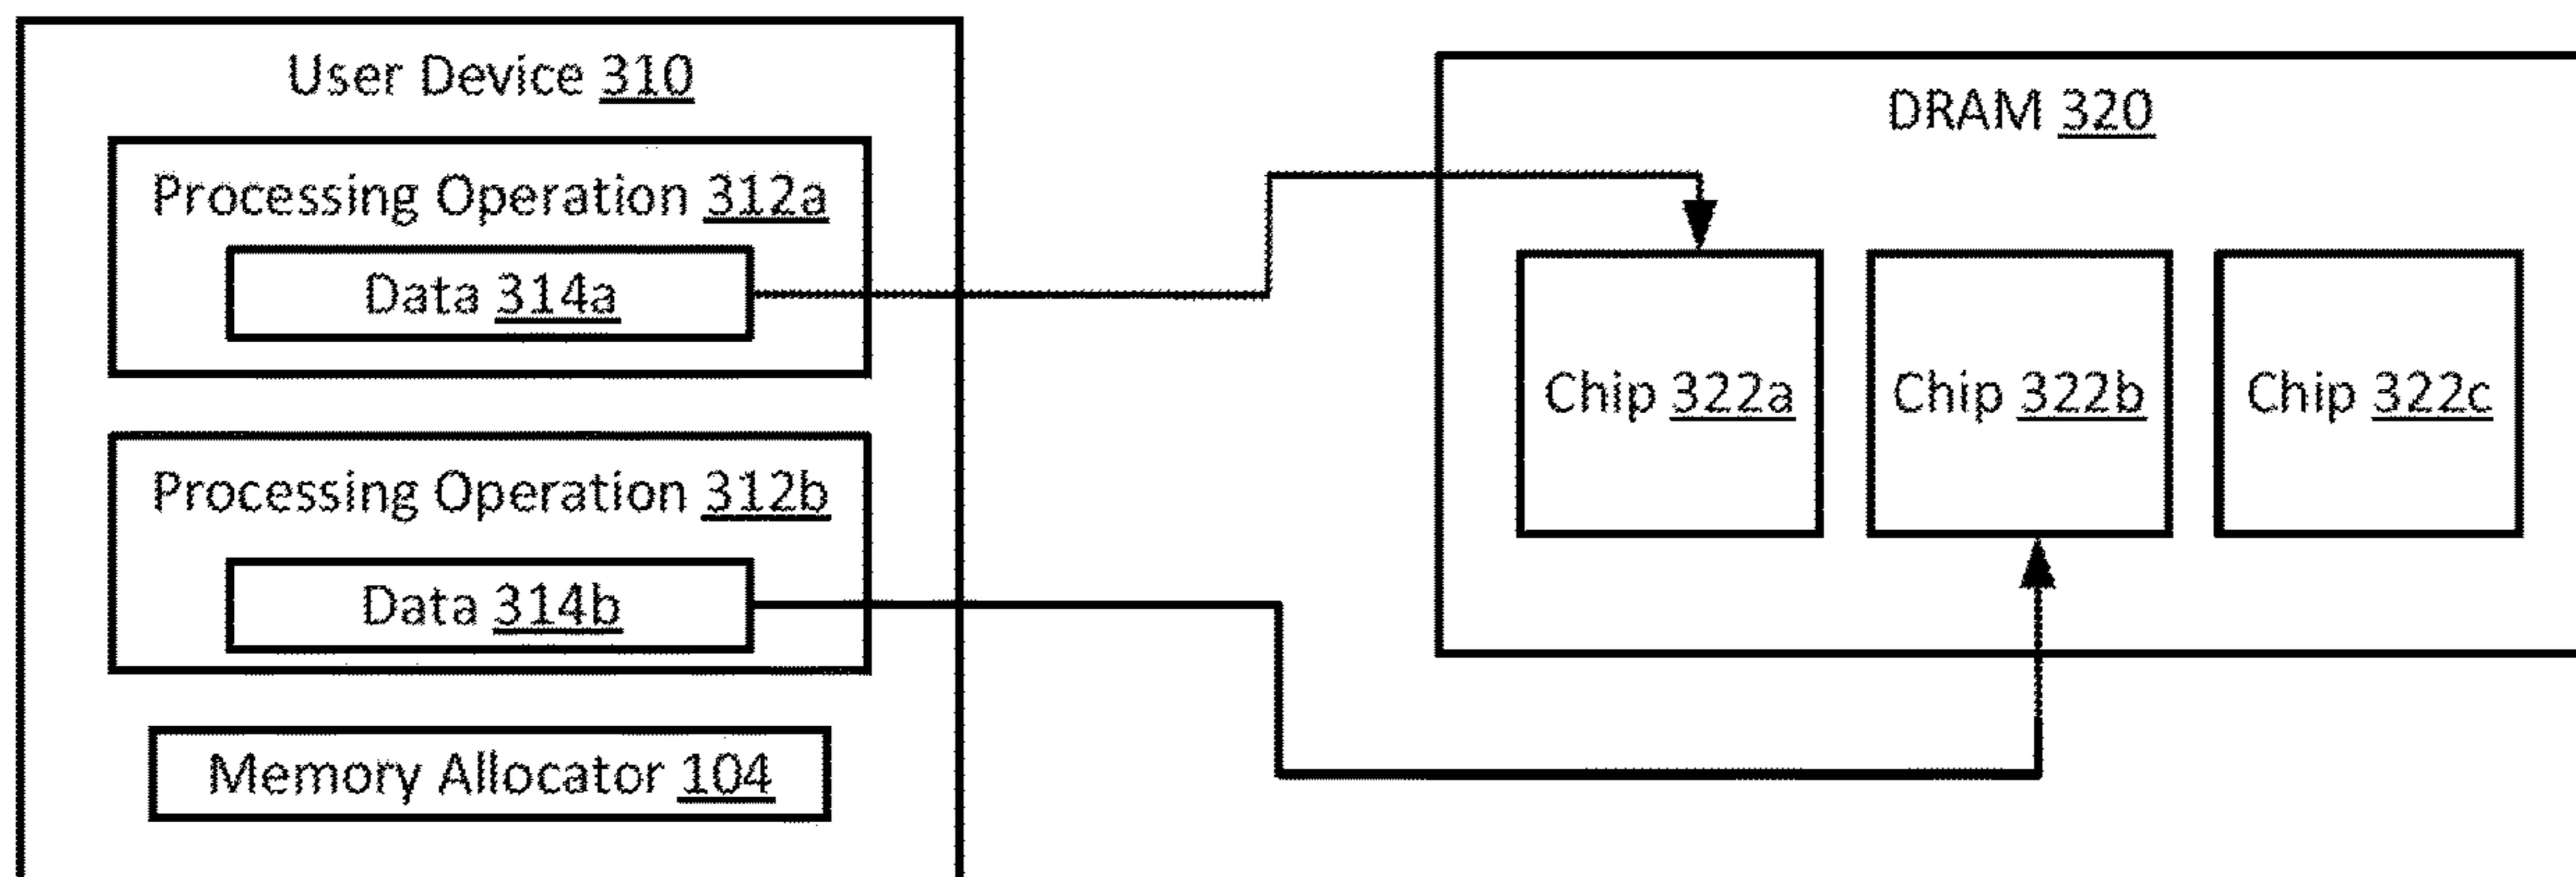 User Device 310
Processing Operation 312a
Data 314a
Processing Operation 312b
Data 314b
Memory Allocator 104
DRAM 320
Chip 322a
Chip 322b
Chip 322c